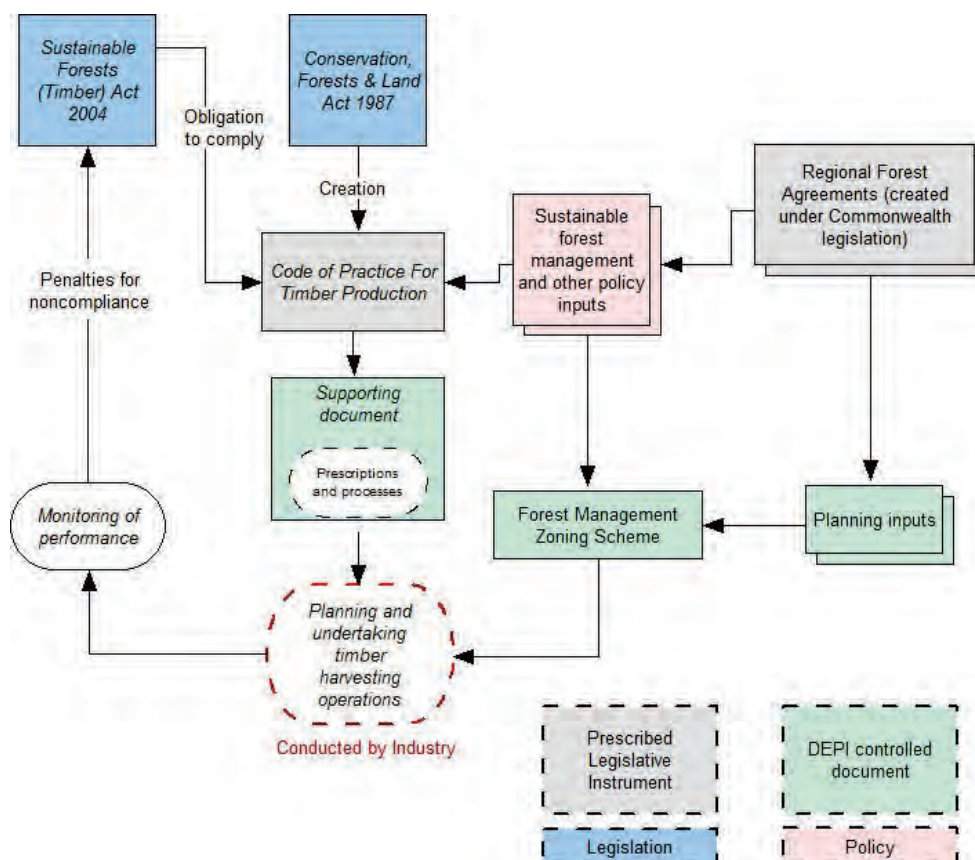 Sustainable
Forests
(Timber) Act
2004
Conservation,
Forests & Land
Act 1987
Obligation
to comply
Creation
Regional Forest
Agreements (created
under Commonwealth
legislation)
Sustainable
forest
management
and other policy
inputs
Code of Practice For
Timber Production
Penalties for
noncompliance
Supporting
document
Prescriptions
and processes
Monitoring of
performance
Forest Management
Zoning Scheme
Planning inputs
Planning and
undertaking
timber
harvesting
operations
Conducted by Industry
Prescribed
Legislative
Instrument
DEPI controlled
document
Legislation
Policy